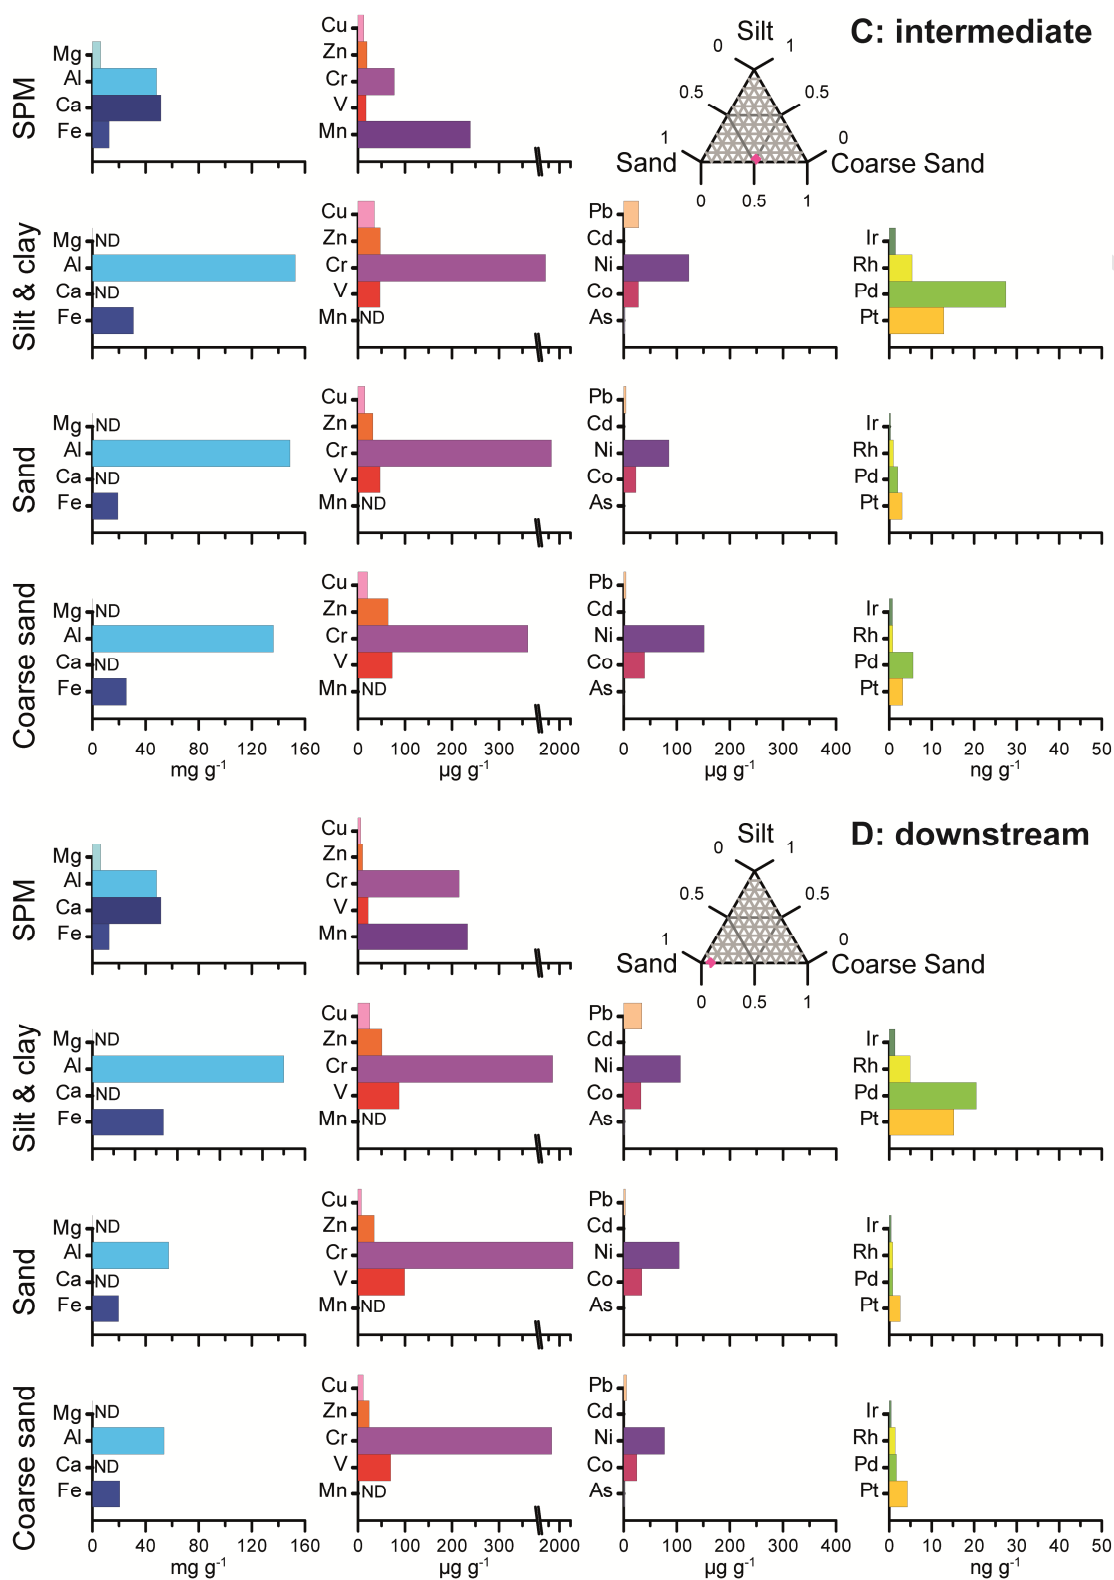 C: intermediate
SPM
Mg
Al
Ca
Fe
Cu
Zn
Cr
V
Mn
Silt
0 1
0.5 0.5
1 0
Sand Coarse Sand
0 0.5 1
Silt & clay
Mg ND
Al
Ca ND
Fe
Cu
Zn
Cr
V
Mn ND
Pb
Cd
Ni
Co
As
Ir
Rh
Pd
Pt
Sand
Mg ND
Al
Ca ND
Fe
Cu
Zn
Cr
V
Mn ND
Pb
Cd
Ni
Co
As
Ir
Rh
Pd
Pt
Coarse sand
Mg ND
Al
Ca ND
Fe
Cu
Zn
Cr
V
Mn ND
Pb
Cd
Ni
Co
As
Ir
Rh
Pd
Pt
0 40 80 120 160
mg g-1
0 100 200 300 2000
µg g-1
0 100 200 300 400
µg g-1
0 10 20 30 40 50
ng g-1
D: downstream
SPM
Mg
Al
Ca
Fe
Cu
Zn
Cr
V
Mn
Silt
0 1
0.5 0.5
1 0
Sand Coarse Sand
0 0.5 1
Silt & clay
Mg ND
Al
Ca ND
Fe
Cu
Zn
Cr
V
Mn ND
Pb
Cd
Ni
Co
As
Ir
Rh
Pd
Pt
Sand
Mg ND
Al
Ca ND
Fe
Cu
Zn
Cr
V
Mn ND
Pb
Cd
Ni
Co
As
Ir
Rh
Pd
Pt
Coarse sand
Mg ND
Al
Ca ND
Fe
Cu
Zn
Cr
V
Mn ND
Pb
Cd
Ni
Co
As
Ir
Rh
Pd
Pt
0 40 80 120 160
mg g-1
0 100 200 300 2000
µg g-1
0 100 200 300 400
µg g-1
0 10 20 30 40 50
ng g-1